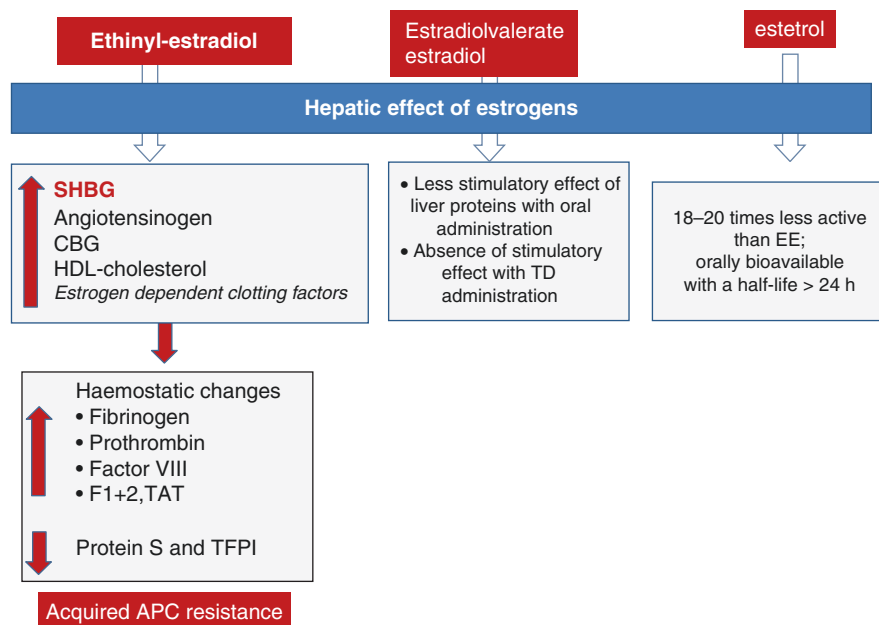 Ethinyl-estradiol
Estradiolvalerate
estradiol
estetrol
Hepatic effect of estrogens
SHBG
Angiotensinogen
CBG
HDL-cholesterol
Estrogen dependent clotting factors
• Less stimulatory effect of
liver proteins with oral
administration
• Absence of stimulatory
effect with TD
administration
18–20 times less active
than EE;
orally bioavailable
with a half-life > 24 h
Haemostatic changes
• Fibrinogen
• Prothrombin
• Factor VIII
• F1+2,TAT
Protein S and TFPI
Acquired APC resistance